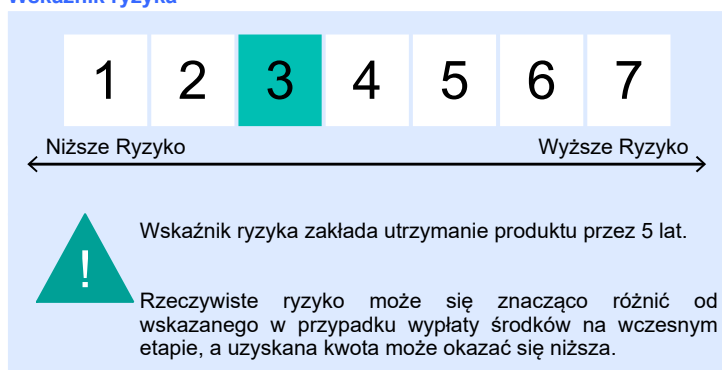 Wskaźnik ryzyka
1 2 3 4 5 6 7
Niższe Ryzyko Wyższe Ryzyko
Wskaźnik ryzyka zakłada utrzymanie produktu przez 5 lat.
!
Rzeczywiste ryzyko może się znacząco różnić od
wskazanego w przypadku wypłaty środków na wczesnym
etapie, a uzyskana kwota może okazać się niższa.